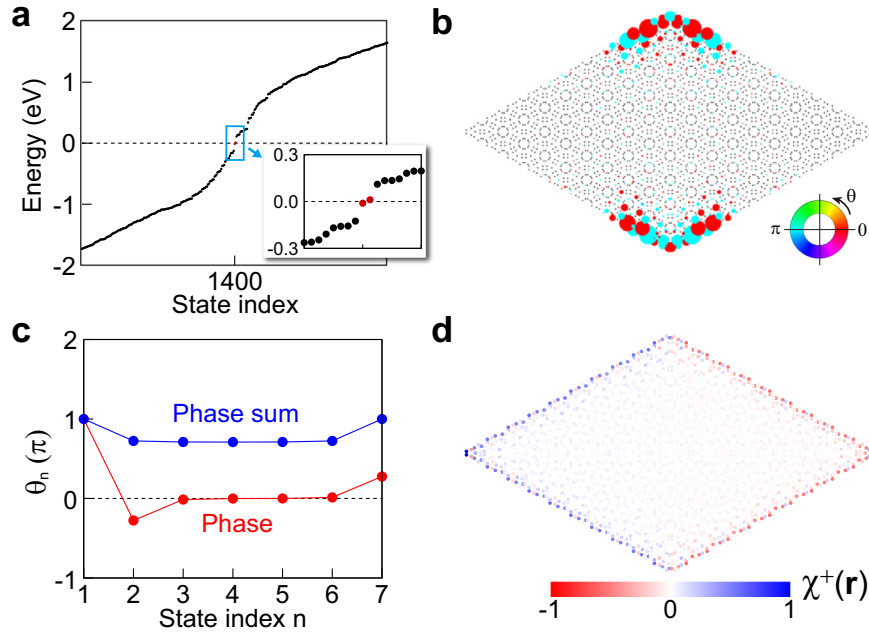 a
2
1
0
-1
-2
Energy (eV)
1400
State index
0.3
0.0
-0.3
b
θ
π
0
c
2
1
0
-1
θn (π)
Phase sum
Phase
1 2 3 4 5 6 7
State index n
d
χ+(r)
-1 0 1